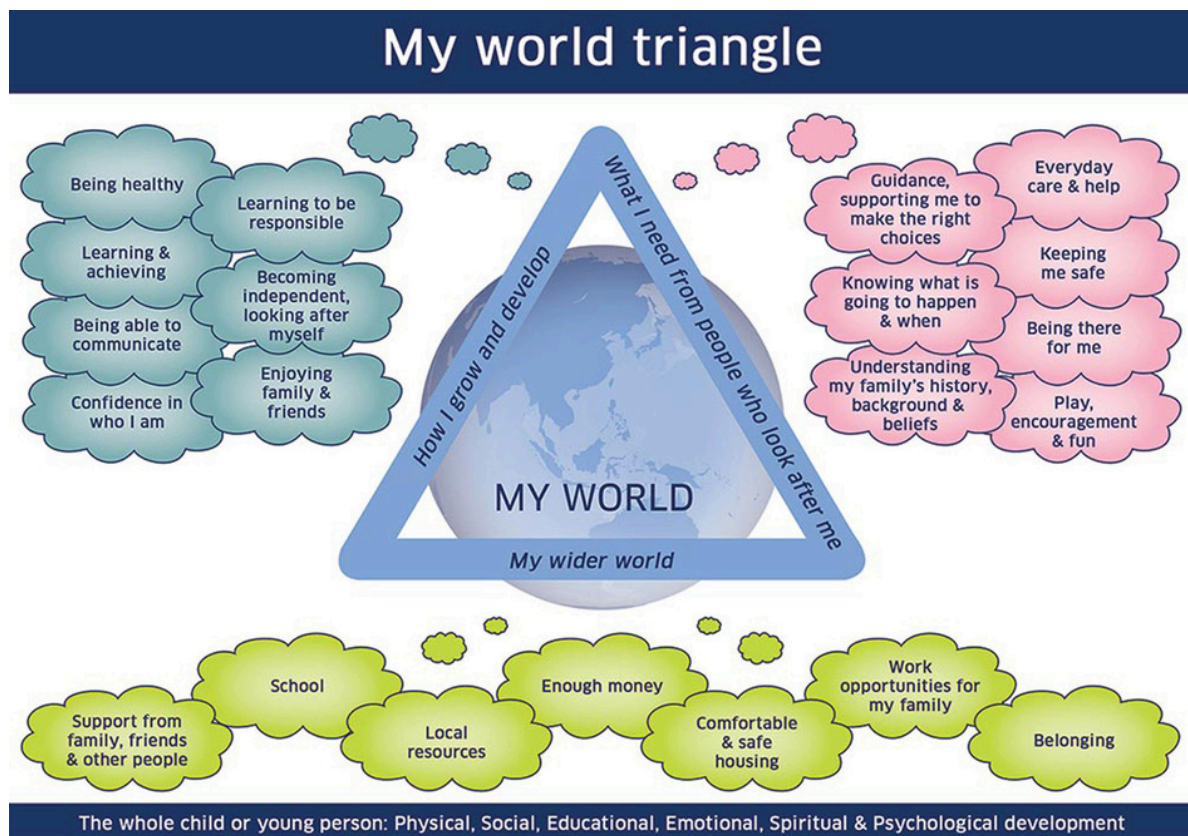 My world triangle
Being healthy
Learning &
achieving
Being able to
communicate
Confidence in
who I am
Learning to be
responsible
Becoming
independent,
looking after
myself
Enjoying
family &
friends
How I grow and develop
What I need from people who look after me
MY WORLD
My wider world
Guidance,
supporting me to
make the right
choices
Knowing what is
going to happen
& when
Understanding
my family's history,
background &
beliefs
Everyday
care & help
Keeping
me safe
Being there
for me
Play,
encouragement
& fun
Support from
family, friends
& other people
School
Local
resources
Enough money
Comfortable
& safe
housing
Work
opportunities for
my family
Belonging
The whole child or young person: Physical, Social, Educational, Emotional, Spiritual & Psychological development